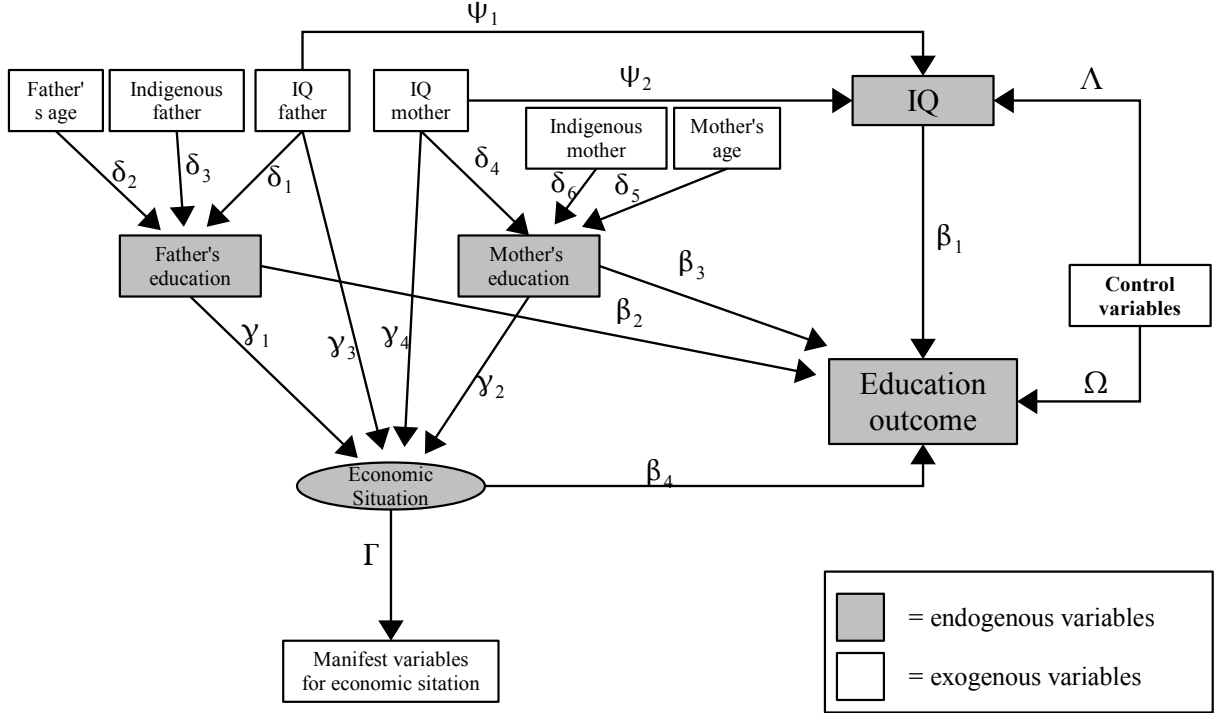 Ψ1
Father'
s age
Indigenous
father
IQ
father
IQ
mother
Ψ2
IQ
Λ
Indigenous
mother
Mother's
age
δ2
δ3
δ1
δ4
δ6
δ5
Father's
education
Mother's
education
β3
β1
Control
variables
β2
γ1
γ3
γ4
γ2
Education
outcome
Ω
Economic
Situation
β4
Γ
Manifest variables
for economic sitation
= endogenous variables
= exogenous variables